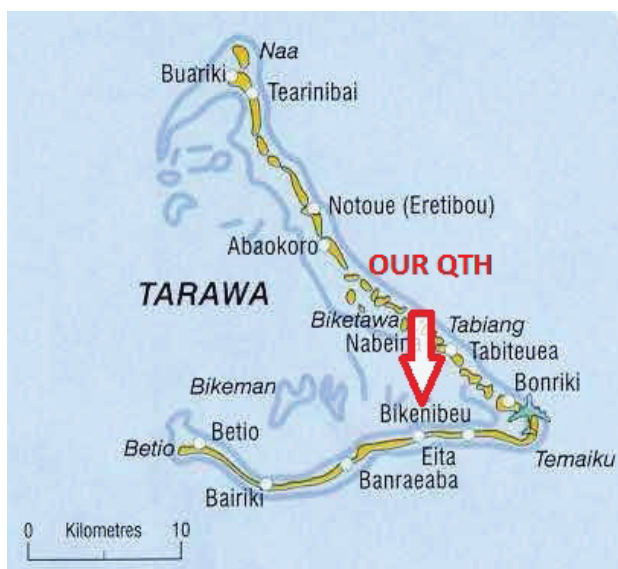 Naa
Buariki
Tearinibai
Notoue (Eretibou)
Abaokoro
OUR QTH
TARAWA
Biketawa
Tabiang
Nabeina
Tabiteuea
Bikeman
Bonriki
Bikenibeu
Betio
Betio
Eita
Temaiku
Banraeaba
Bairiki
0 Kilometres 10